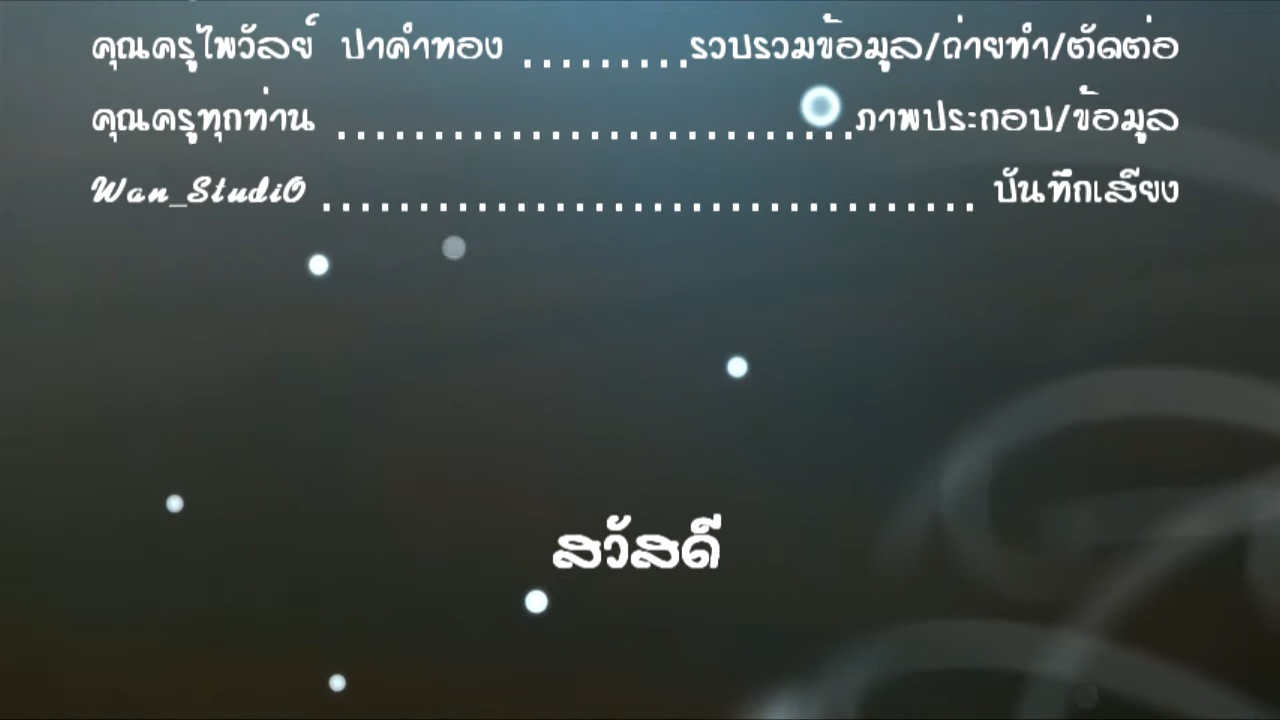 คุณครูไพวัลย์ ปาคำทอง .........รวบรวมข้อมูล/ถ่ายทำ/ตัดต่อ
คุณครูทุกท่าน .........................ภาพประกอบ/ข้อมูล
Wan_StudiO ................................ บันทึกเสียง
สวัสดี